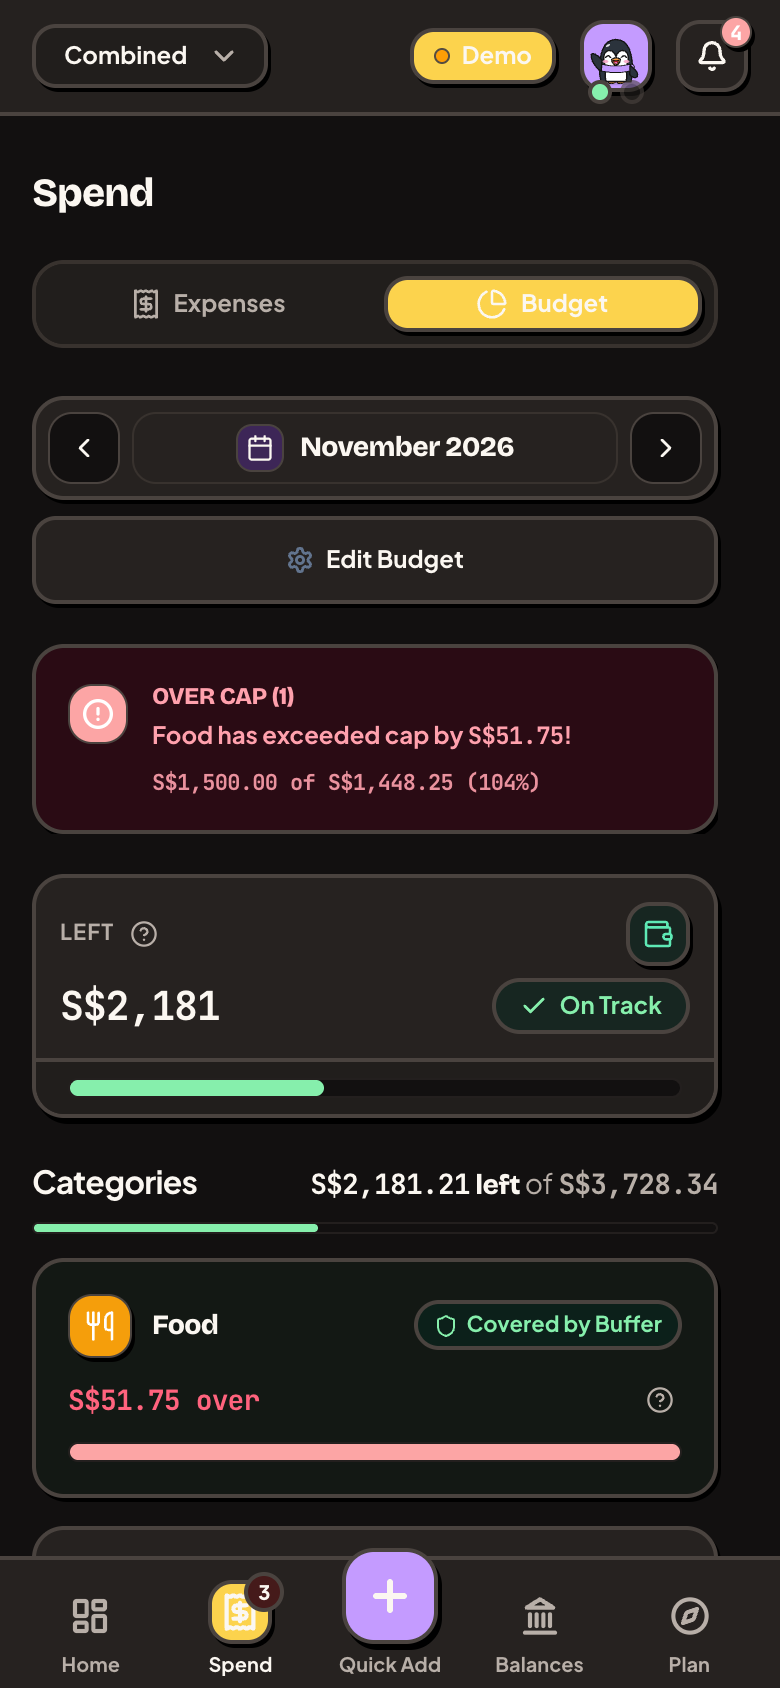 Combined
Demo
4
Spend
Expenses
Budget
November 2026
Edit Budget
OVER CAP (1)
Food has exceeded cap by S$51.75!
S$1,500.00 of S$1,448.25 (104%)
LEFT
S$2,181
On Track
Categories
S$2,181.21 left of S$3,728.34
Food
Covered by Buffer
S$51.75 over
3
Home
Spend
Quick Add
Balances
Plan